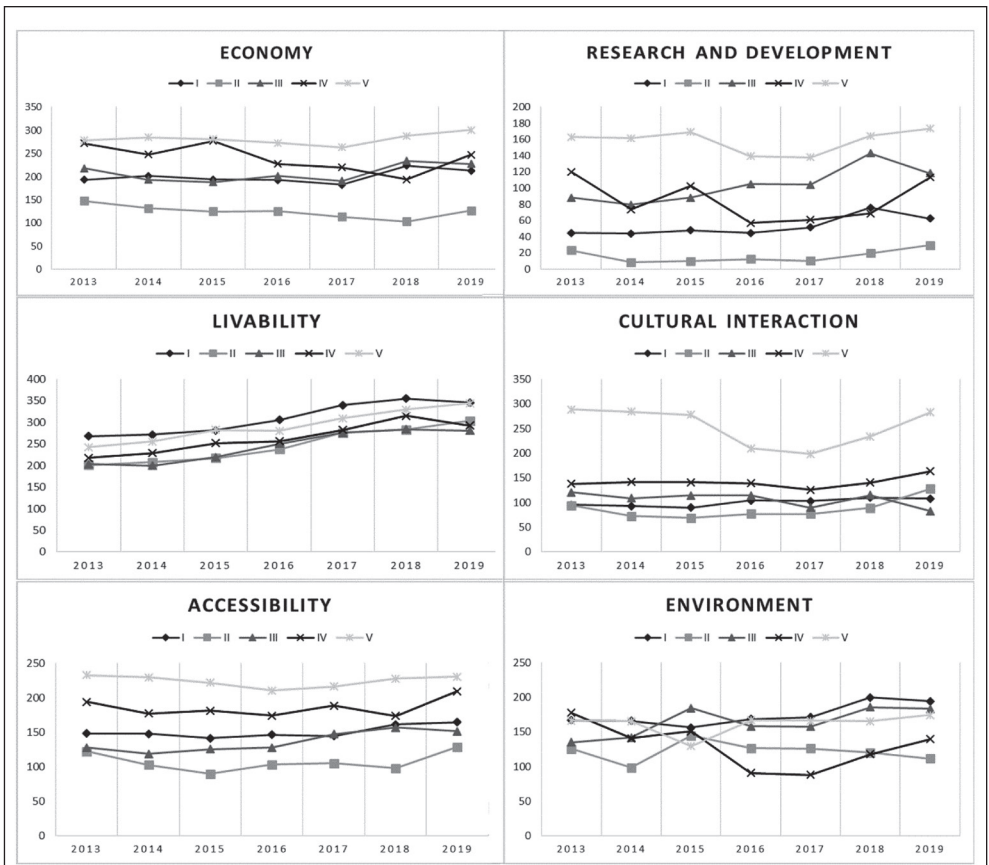 ECONOMY
I II III IV V
350
300
250
200
150
100
50
0
2013 2014 2015 2016 2017 2018 2019
RESEARCH AND DEVELOPMENT
I II III IV V
200
180
160
140
120
100
80
60
40
20
0
2013 2014 2015 2016 2017 2018 2019
LIVABILITY
I II III IV V
400
350
300
250
200
150
100
50
0
2013 2014 2015 2016 2017 2018 2019
CULTURAL INTERACTION
I II III IV V
350
300
250
200
150
100
50
0
2013 2014 2015 2016 2017 2018 2019
ACCESSIBILITY
I II III IV V
250
200
150
100
50
0
2013 2014 2015 2016 2017 2018 2019
ENVIRONMENT
I II III IV V
250
200
150
100
50
0
2013 2014 2015 2016 2017 2018 2019